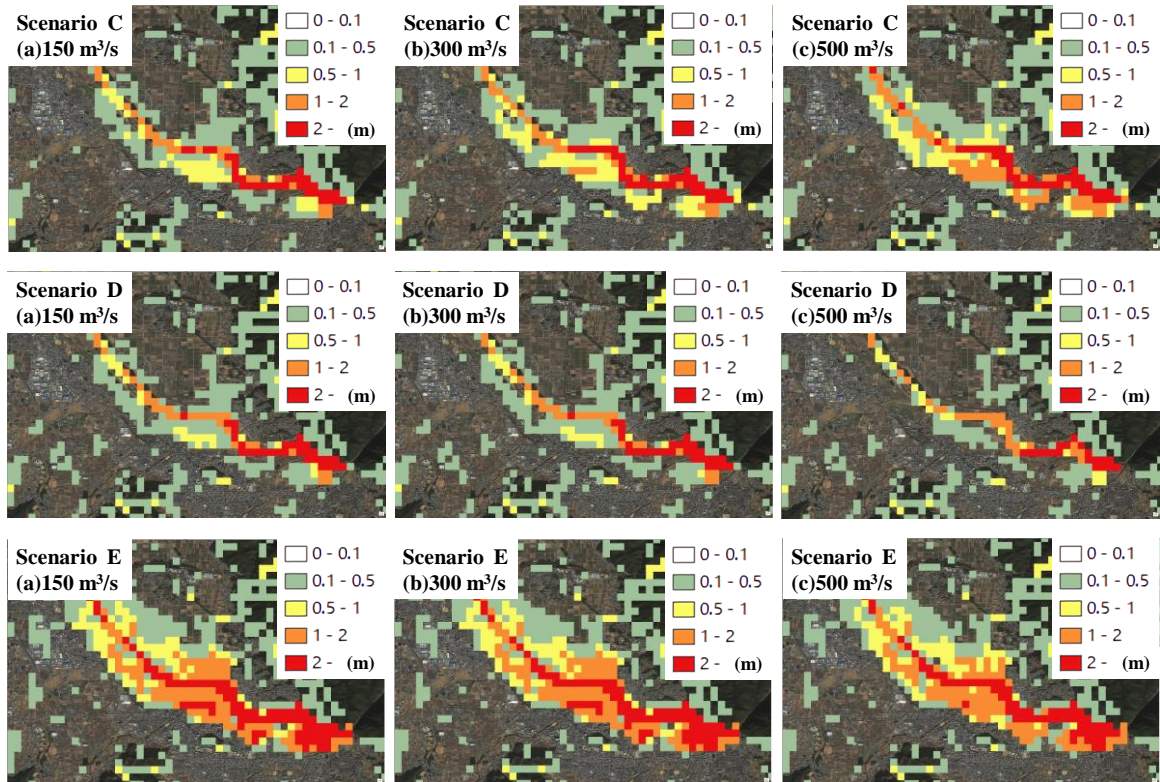 Scenario C
(a)150 m³/s
0 - 0.1
0.1 - 0.5
0.5 - 1
1 - 2
2 - (m)
Scenario C
(b)300 m³/s
0 - 0.1
0.1 - 0.5
0.5 - 1
1 - 2
2 - (m)
Scenario C
(c)500 m³/s
0 - 0.1
0.1 - 0.5
0.5 - 1
1 - 2
2 - (m)
Scenario D
(a)150 m³/s
0 - 0.1
0.1 - 0.5
0.5 - 1
1 - 2
2 - (m)
Scenario D
(b)300 m³/s
0 - 0.1
0.1 - 0.5
0.5 - 1
1 - 2
2 - (m)
Scenario D
(c)500 m³/s
0 - 0.1
0.1 - 0.5
0.5 - 1
1 - 2
2 - (m)
Scenario E
(a)150 m³/s
0 - 0.1
0.1 - 0.5
0.5 - 1
1 - 2
2 - (m)
Scenario E
(b)300 m³/s
0 - 0.1
0.1 - 0.5
0.5 - 1
1 - 2
2 - (m)
Scenario E
(c)500 m³/s
0 - 0.1
0.1 - 0.5
0.5 - 1
1 - 2
2 - (m)